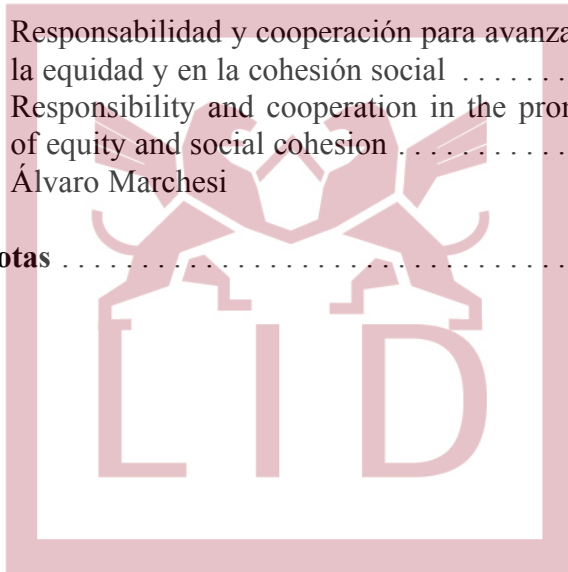 Responsabilidad y cooperación para avanza
la equidad y en la cohesión social . . . . . . .
Responsibility and cooperation in the pro
of equity and social cohesion . . . . . . . . . . .
Álvaro Marchesi
otas . . . . . . . . . . . . . . . . . . . . . . . . . . . . . . . .
LID